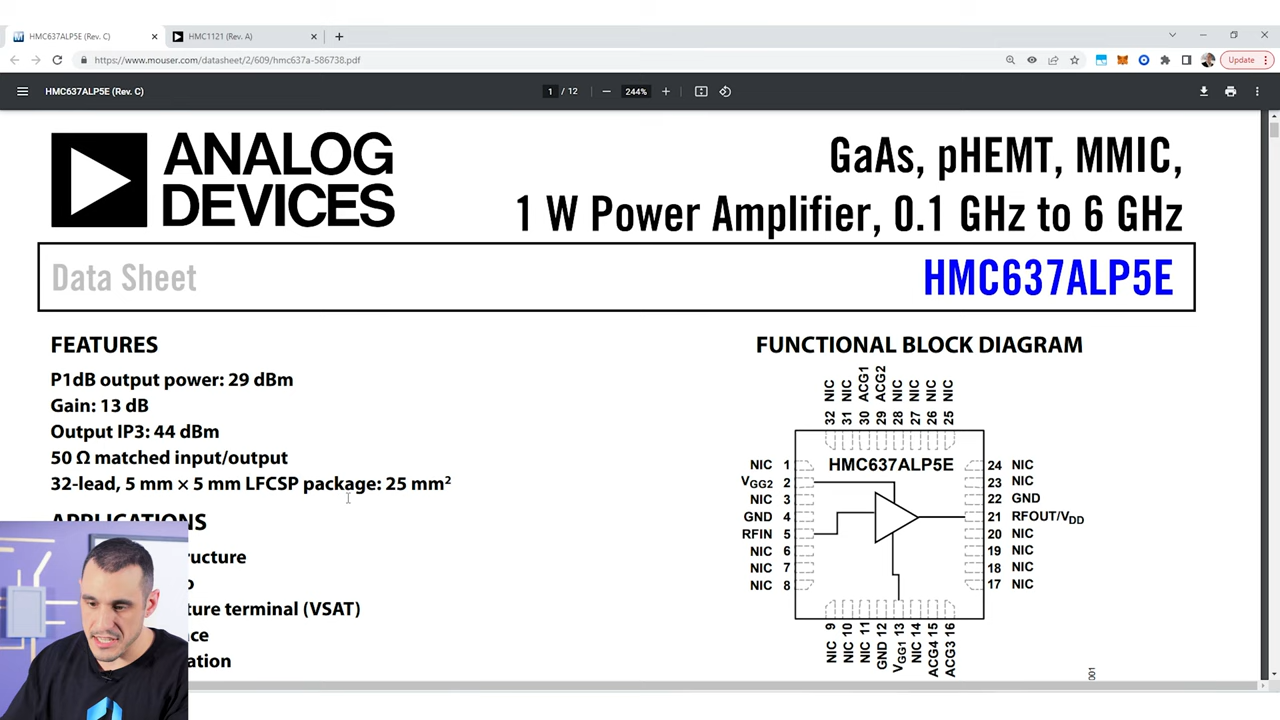 HMC637ALP5E (Rev. C)
HMC1121 (Rev. A)
https://www.mouser.com/datasheet/2/609/hmc637a-586738.pdf
Update
HMC637ALP5E (Rev. C)
1 / 12
244%
ANALOG
DEVICES
GaAs, pHEMT, MMIC,
1 W Power Amplifier, 0.1 GHz to 6 GHz
Data Sheet
HMC637ALP5E
FEATURES
P1dB output power: 29 dBm
Gain: 13 dB
Output IP3: 44 dBm
50 Ω matched input/output
32-lead, 5 mm × 5 mm LFCSP package: 25 mm²
ture terminal (VSAT)
FUNCTIONAL BLOCK DIAGRAM
32 NIC
31 NIC
30 ACG1
29 ACG2
28 NIC
27 NIC
26 NIC
25 NIC
HMC637ALP5E
NIC 1
VGG2 2
NIC 3
GND 4
RFIN 5
NIC 6
NIC 7
NIC 8
24 NIC
23 NIC
22 GND
21 RFOUT/VDD
20 NIC
19 NIC
18 NIC
17 NIC
NIC 9
NIC 10
NIC 11
GND 12
VGG1 13
NIC 14
ACG4 15
ACG3 16
001